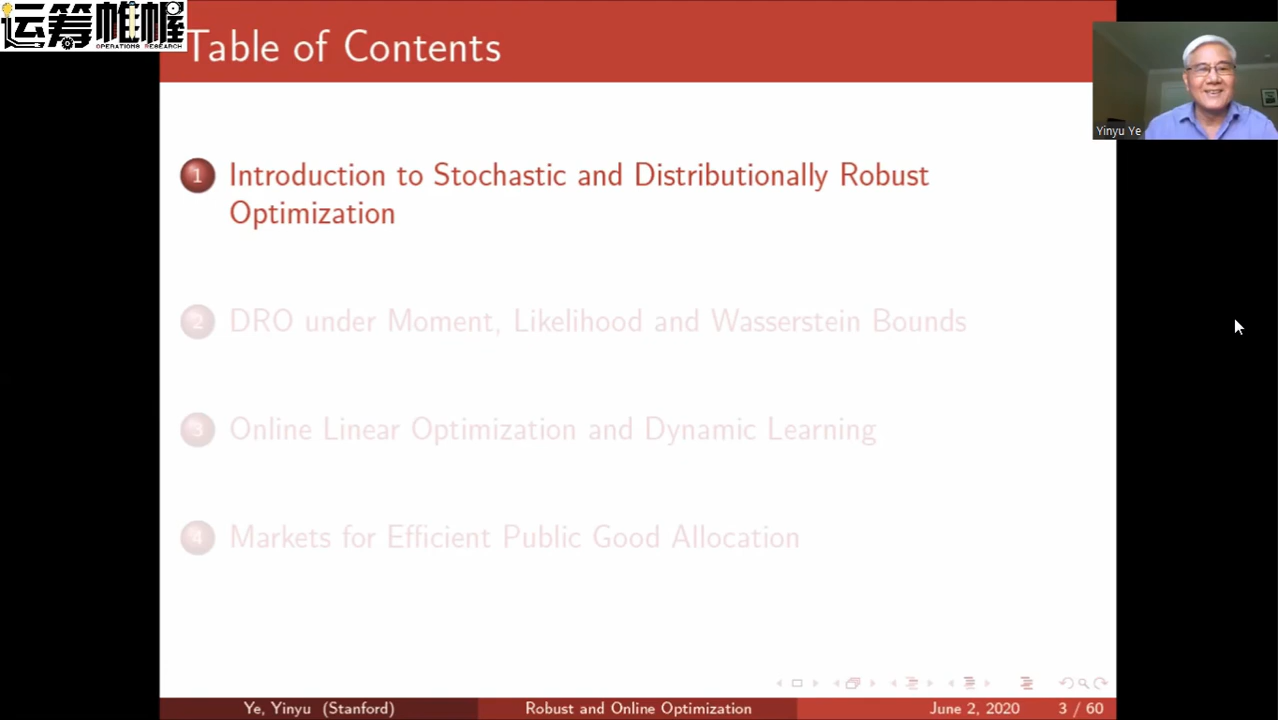 运筹帷幄
OPERATIONS RESEARCH
Table of Contents
Yinyu Ye
1 Introduction to Stochastic and Distributionally Robust
Optimization
2 DRO under Moment, Likelihood and Wasserstein Bounds
3 Online Linear Optimization and Dynamic Learning
4 Markets for Efficient Public Good Allocation
Ye, Yinyu (Stanford) Robust and Online Optimization June 2, 2020 3 / 60